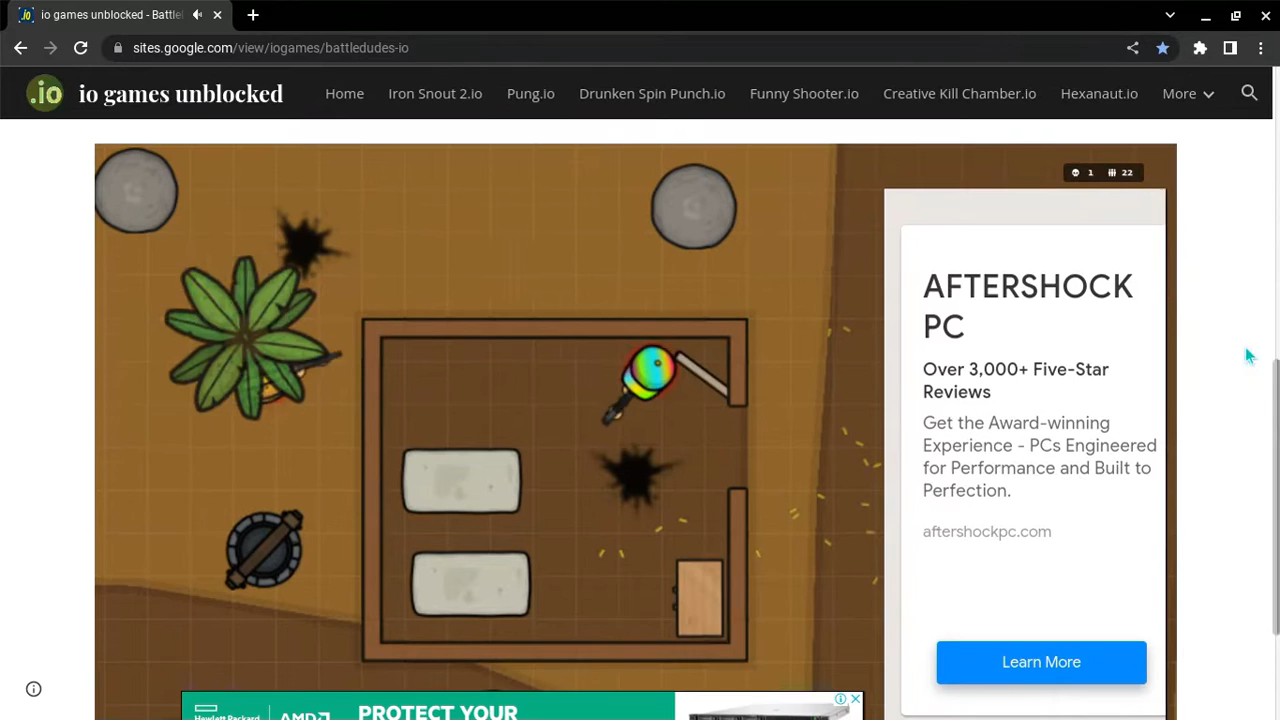 io games unblocked - Battle
sites.google.com/view/iogames/battledudes-io
.io io games unblocked Home Iron Snout 2.io Pung.io Drunken Spin Punch.io Funny Shooter.io Creative Kill Chamber.io Hexanaut.io More
1 22
AFTERSHOCK
PC
Over 3,000+ Five-Star
Reviews
Get the Award-winning
Experience - PCs Engineered
for Performance and Built to
Perfection.
aftershockpc.com
Learn More
Hewlett Packard AMD PROTECT YOUR